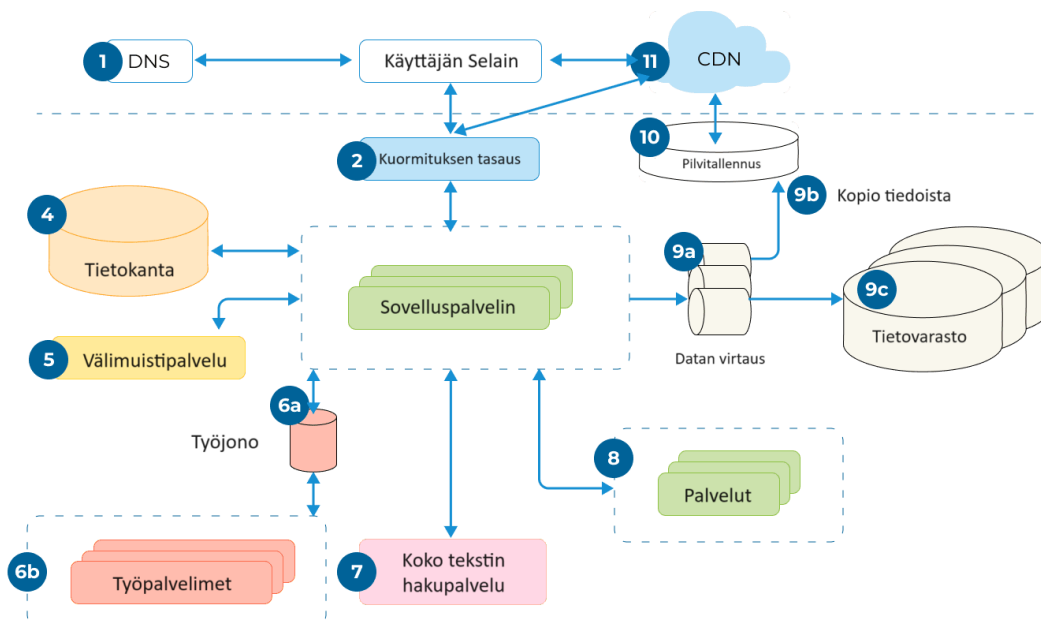 1 DNS
Käyttäjän Selain
11 CDN
2 Kuormituksen tasaus
10
Pilvitallennus
9b Kopio tiedoista
4
Tietokanta
Sovelluspalvelin
9a
9c
Tietovarasto
5 Välimuistipalvelu
Datan virtaus
6a
Työjono
8
Palvelut
6b
Työpalvelimet
7
Koko tekstin
hakupalvelu